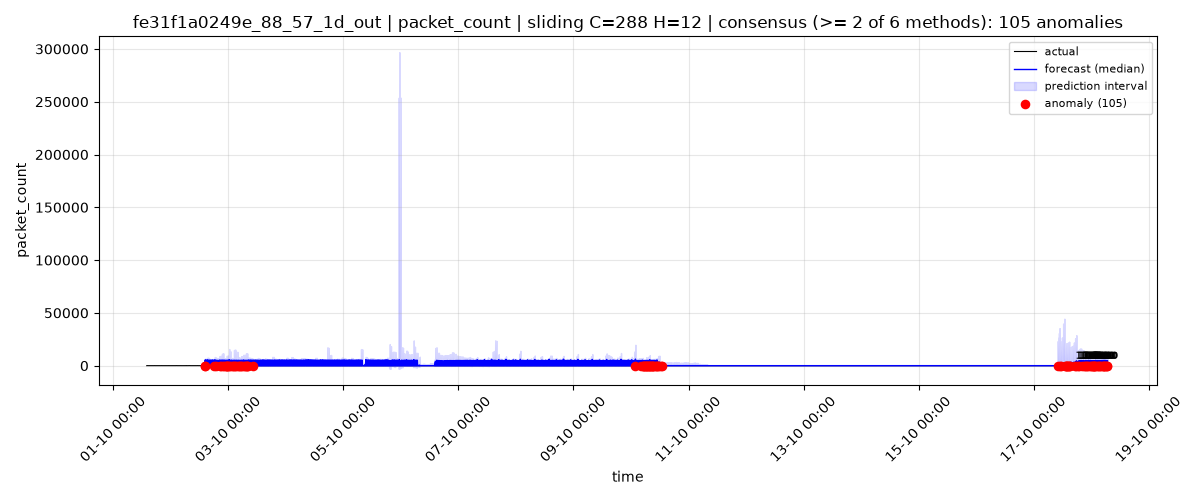 fe31f1a0249e_88_57_1d_out | packet_count | sliding C=288 H=12 | consensus (>= 2 of 6 methods): 105 anomalies
actual
forecast (median)
prediction interval
anomaly (105)
300000
250000
200000
150000
100000
50000
0
packet_count
01-10 00:00
03-10 00:00
05-10 00:00
07-10 00:00
09-10 00:00
11-10 00:00
13-10 00:00
15-10 00:00
17-10 00:00
19-10 00:00
time